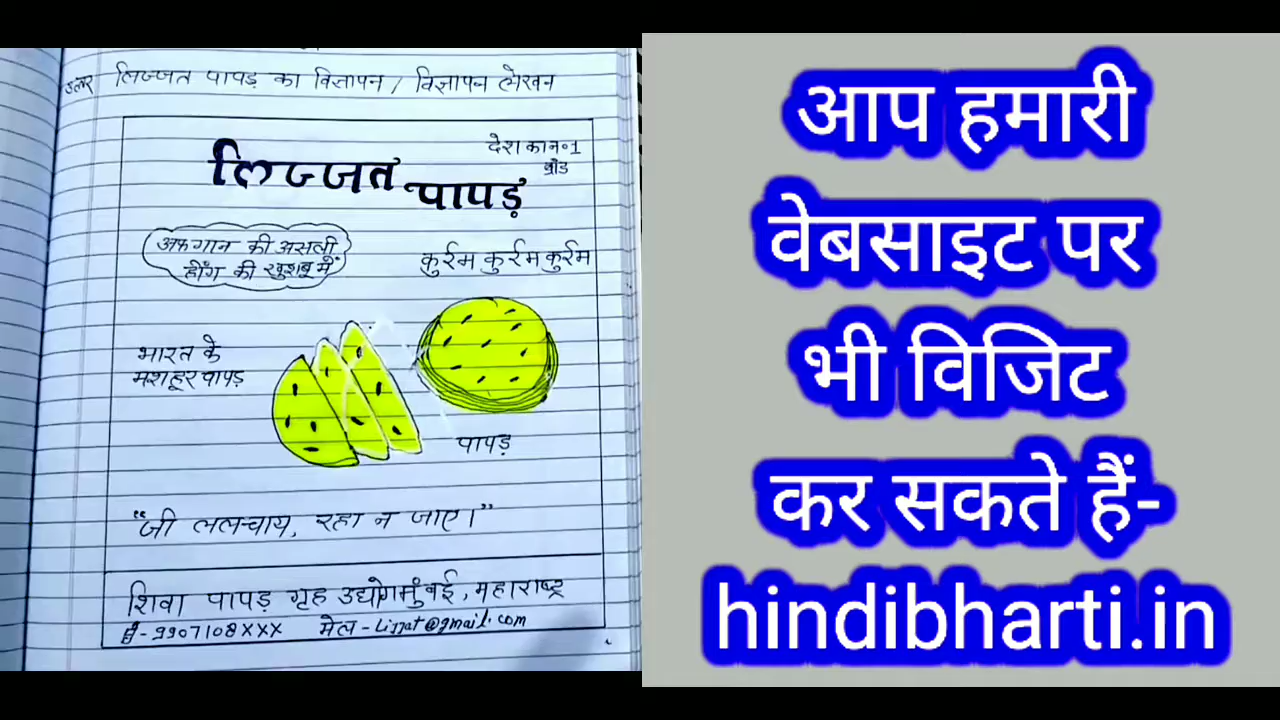 उत्तर लिज्जत पापड़ का विज्ञापन / विज्ञापन लेखन
लिज्जत पापड़
देश का न॰1
ब्रांड
अफगान की असली
हींग की खुशबू में
कुर्रम कुर्रम कुर्रम
भारत के
मशहूर पापड़
पापड़
"जी ललचाय, रहा न जाए।"
शिवा पापड़ गृह उद्योग मुंबई, महाराष्ट्र
-9907108XXX मेल - Lijjat@gmail.com
आप हमारी
वेबसाइट पर
भी विजिट
कर सकते हैं-
hindibharti.in